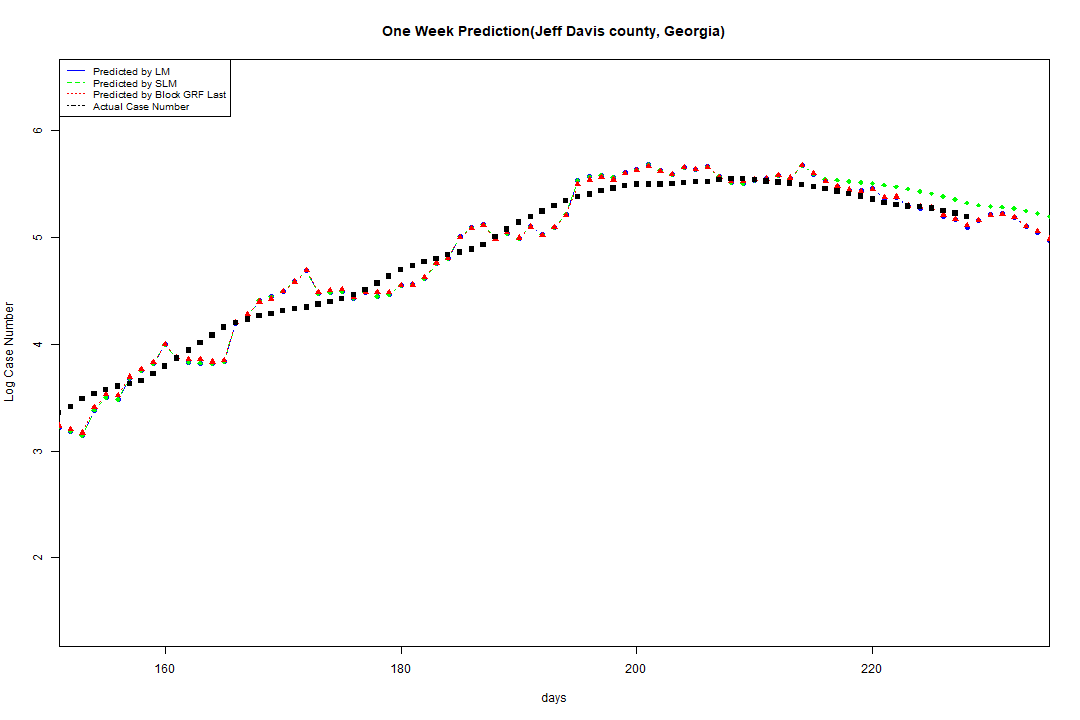 One Week Prediction(Jeff Davis county, Georgia)
Predicted by LM
Predicted by SLM
Predicted by Block GRF Last
Actual Case Number
6
5
4
3
2
Log Case Number
160
180
200
220
days